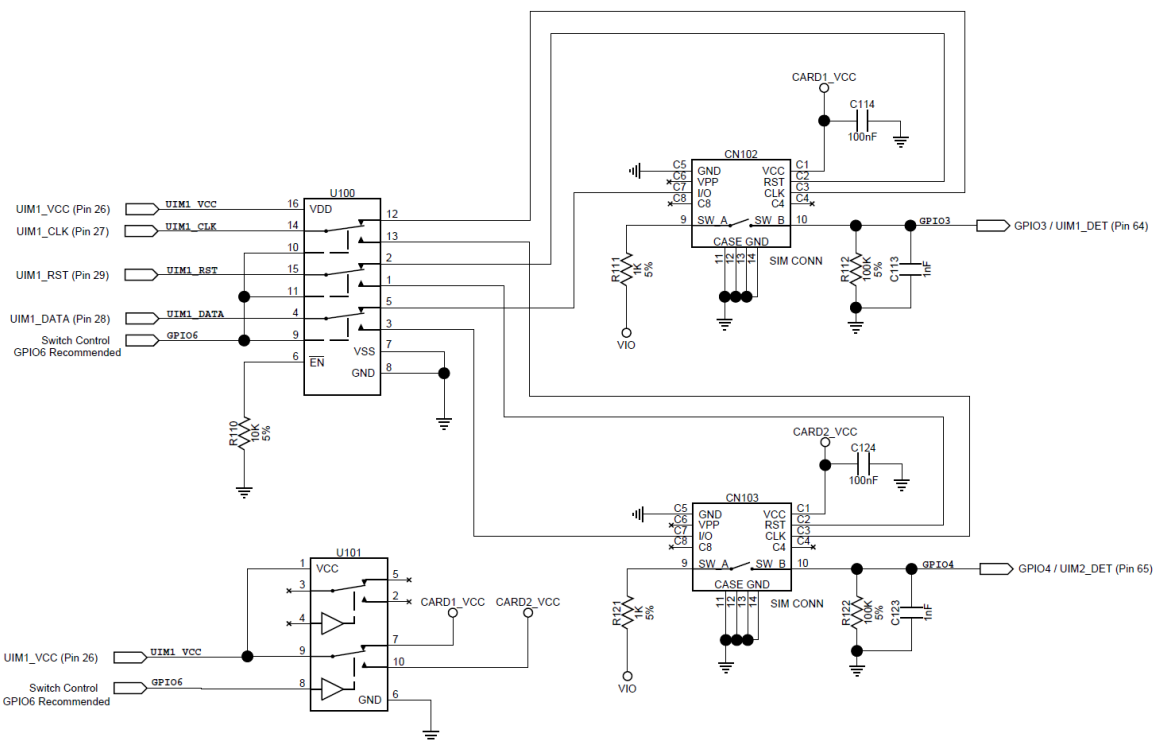 CARD1_VCC
C114
100nF
CN102
C5 GND VCC C1
C6 VPP RST C2
C7 I/O CLK C3
C8 C8 C4 C4
9 SW_A SW_B 10 GPIO3 GPIO3 / UIM1_DET (Pin 64)
CASE GND
11 12 13 14
SIM CONN
R111 1K 5%
VIO
R112 100K 5%
C113 1nF
U100
UIM1_VCC (Pin 26) UIM1_VCC 16 VDD 12
UIM1_CLK (Pin 27) UIM1_CLK 14
13
10
2
UIM1_RST (Pin 29) UIM1_RST 15
1
11
5
UIM1_DATA (Pin 28) UIM1_DATA 4
3
Switch Control GPIO6 9
GPIO6 Recommended
VSS 7
6 EN
GND 8
R110 10K 5%
CARD2_VCC
C124
100nF
CN103
C5 GND VCC C1
C6 VPP RST C2
C7 I/O CLK C3
C8 C8 C4 C4
9 SW_A SW_B 10 GPIO4 GPIO4 / UIM2_DET (Pin 65)
CASE GND
11 12 13 14
SIM CONN
R121 1K 5%
VIO
R122 100K 5%
C123 1nF
U101
1 VCC
5
3
2
CARD1_VCC CARD2_VCC
4
7
UIM1_VCC (Pin 26) UIM1_VCC 9
10
Switch Control GPIO6 8
GPIO6 Recommended
GND 6